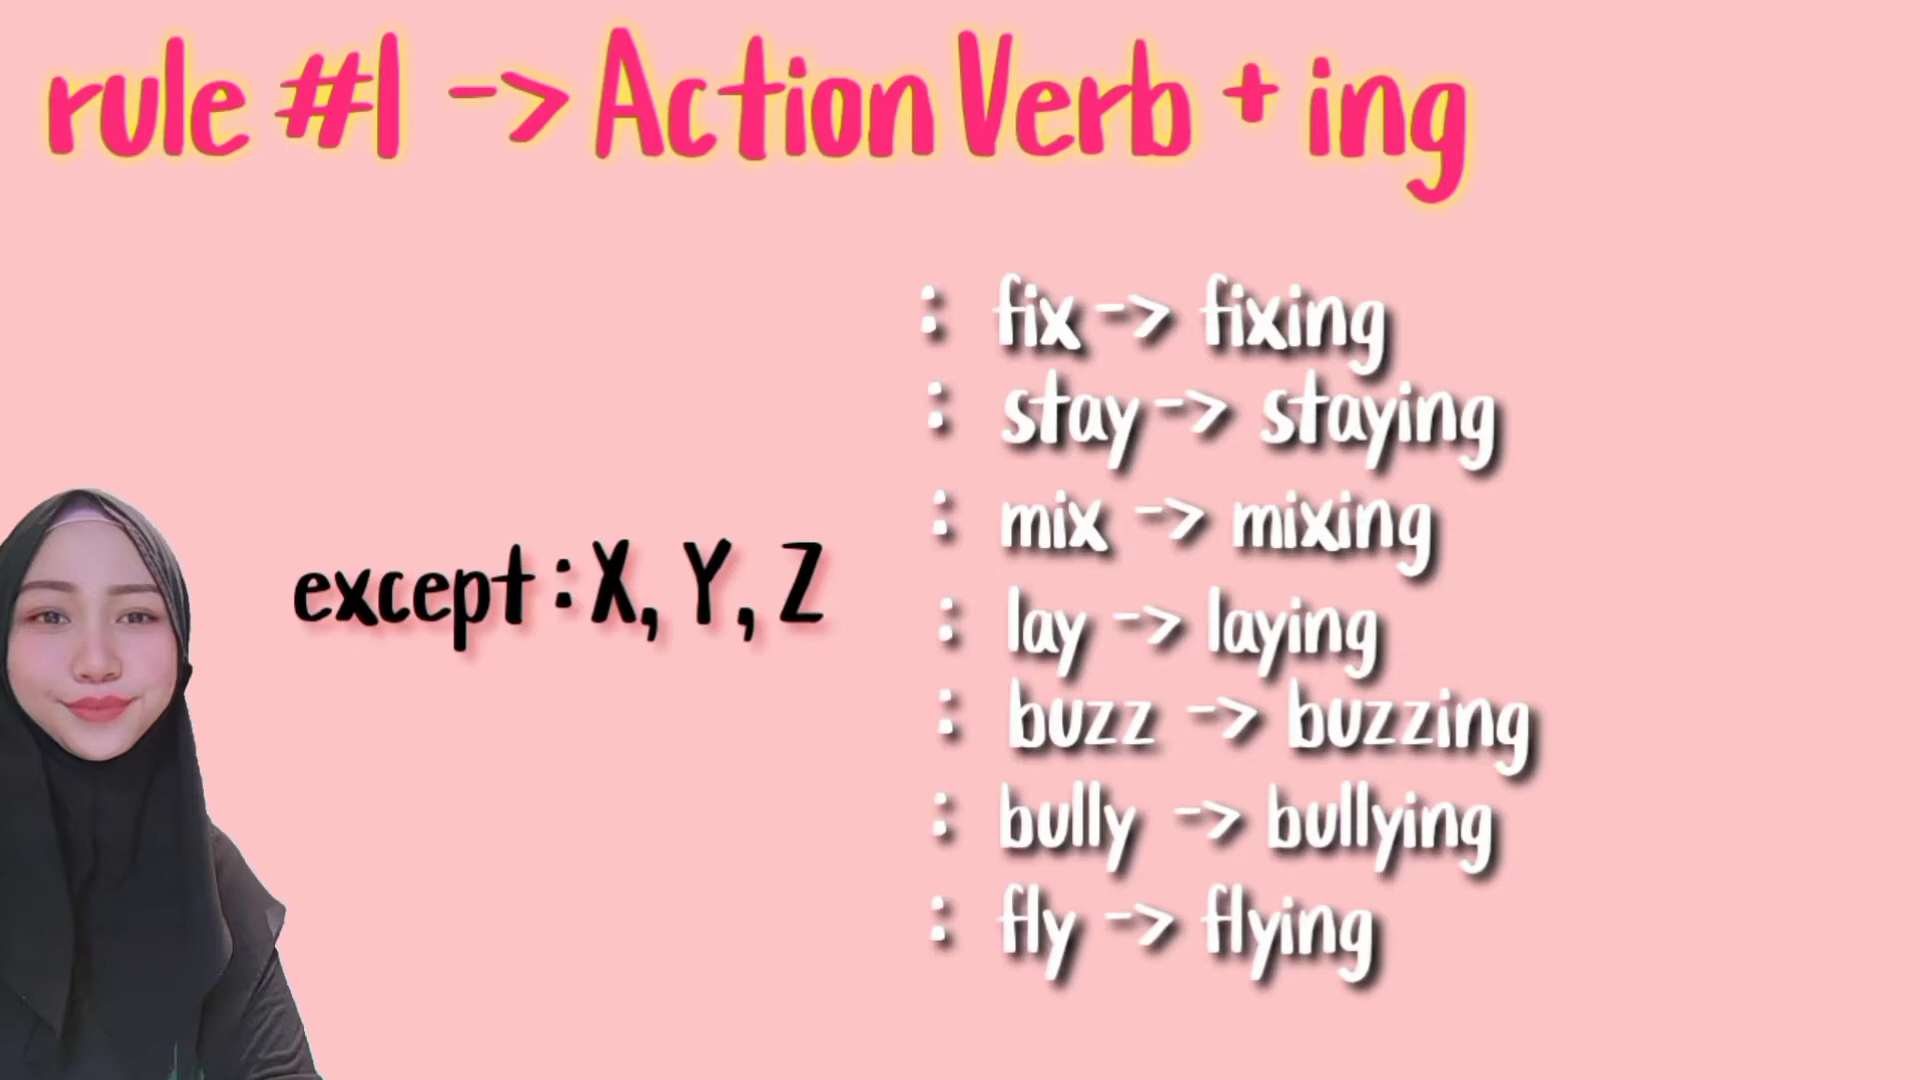 rule #1 -> Action Verb + ing
except : X, Y, Z
: fix -> fixing
: stay -> staying
: mix -> mixing
: lay -> laying
: buzz -> buzzing
: bully -> bullying
: fly -> flying